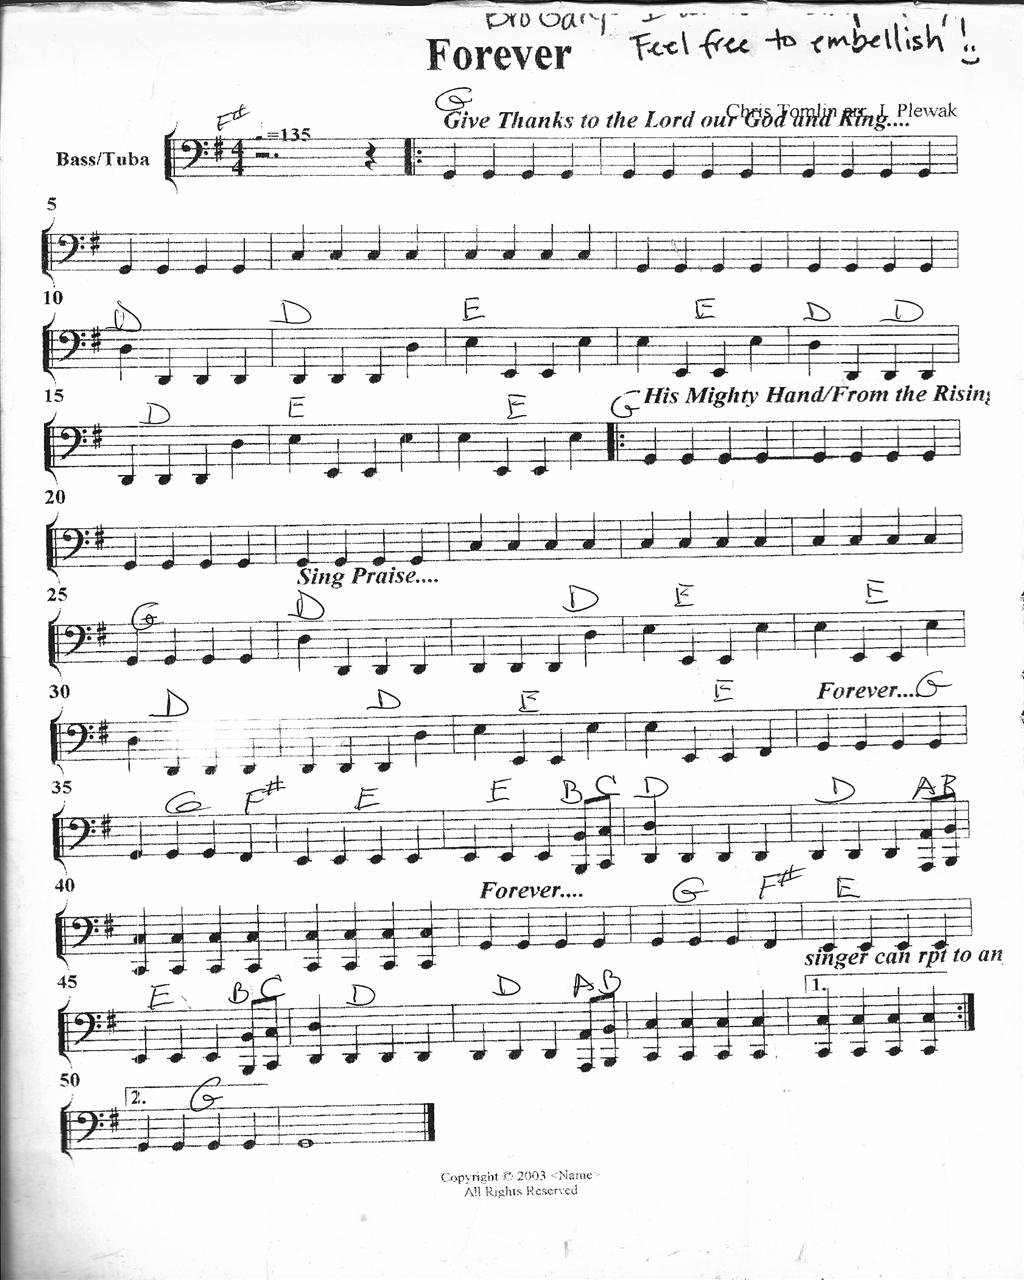 Bro Gary
Feel free to embellish!
Forever
Chris Tomlin arr. J. Plewak
G
Give Thanks to the Lord our God and King....
F#
=135
Bass/Tuba
5
10
D D E E D D
15
D E E G His Mighty Hand/From the Rising
20
Sing Praise....
25
G D D E E
30
D D E E Forever.... G
35
G F# E E B C D D A B
40
Forever.... G F# E
singer can rpt to an
45
E B C D D A B 1.
50
2. G
Copyright © 2003 <Name>
All Rights Reserved